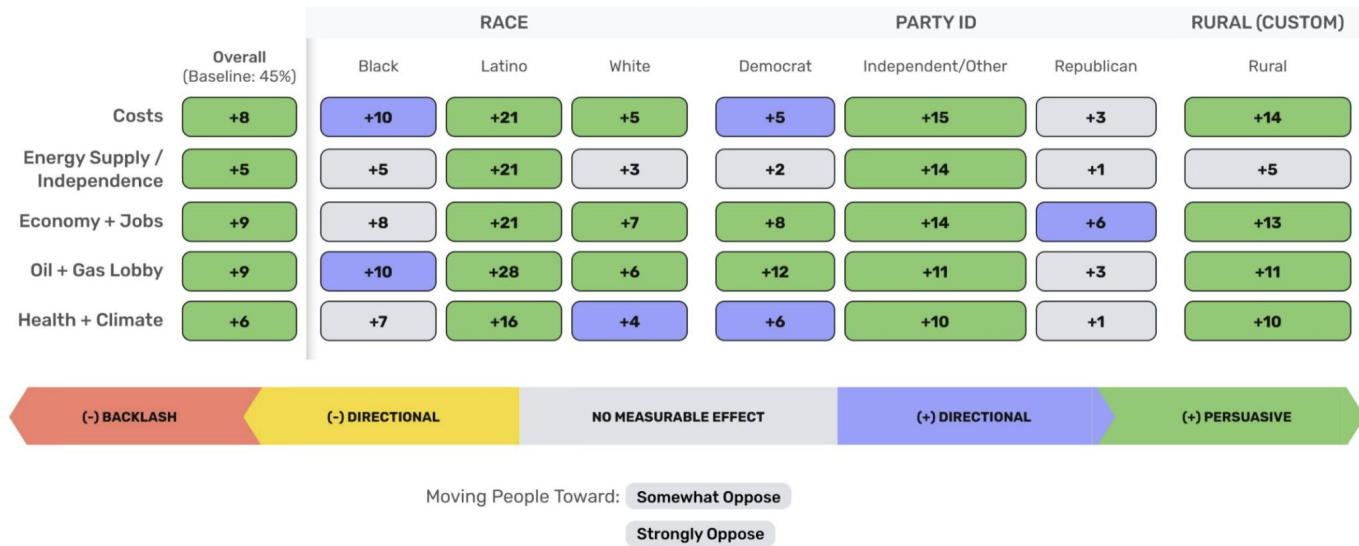 RACE PARTY ID RURAL (CUSTOM)
Overall
(Baseline: 45%) Black Latino White Democrat Independent/Other Republican Rural
Costs +8 +10 +21 +5 +5 +15 +3 +14
Energy Supply /
Independence +5 +5 +21 +3 +2 +14 +1 +5
Economy + Jobs +9 +8 +21 +7 +8 +14 +6 +13
Oil + Gas Lobby +9 +10 +28 +6 +12 +11 +3 +11
Health + Climate +6 +7 +16 +4 +6 +10 +1 +10
(-) BACKLASH (-) DIRECTIONAL NO MEASURABLE EFFECT (+) DIRECTIONAL (+) PERSUASIVE
Moving People Toward: Somewhat Oppose
Strongly Oppose